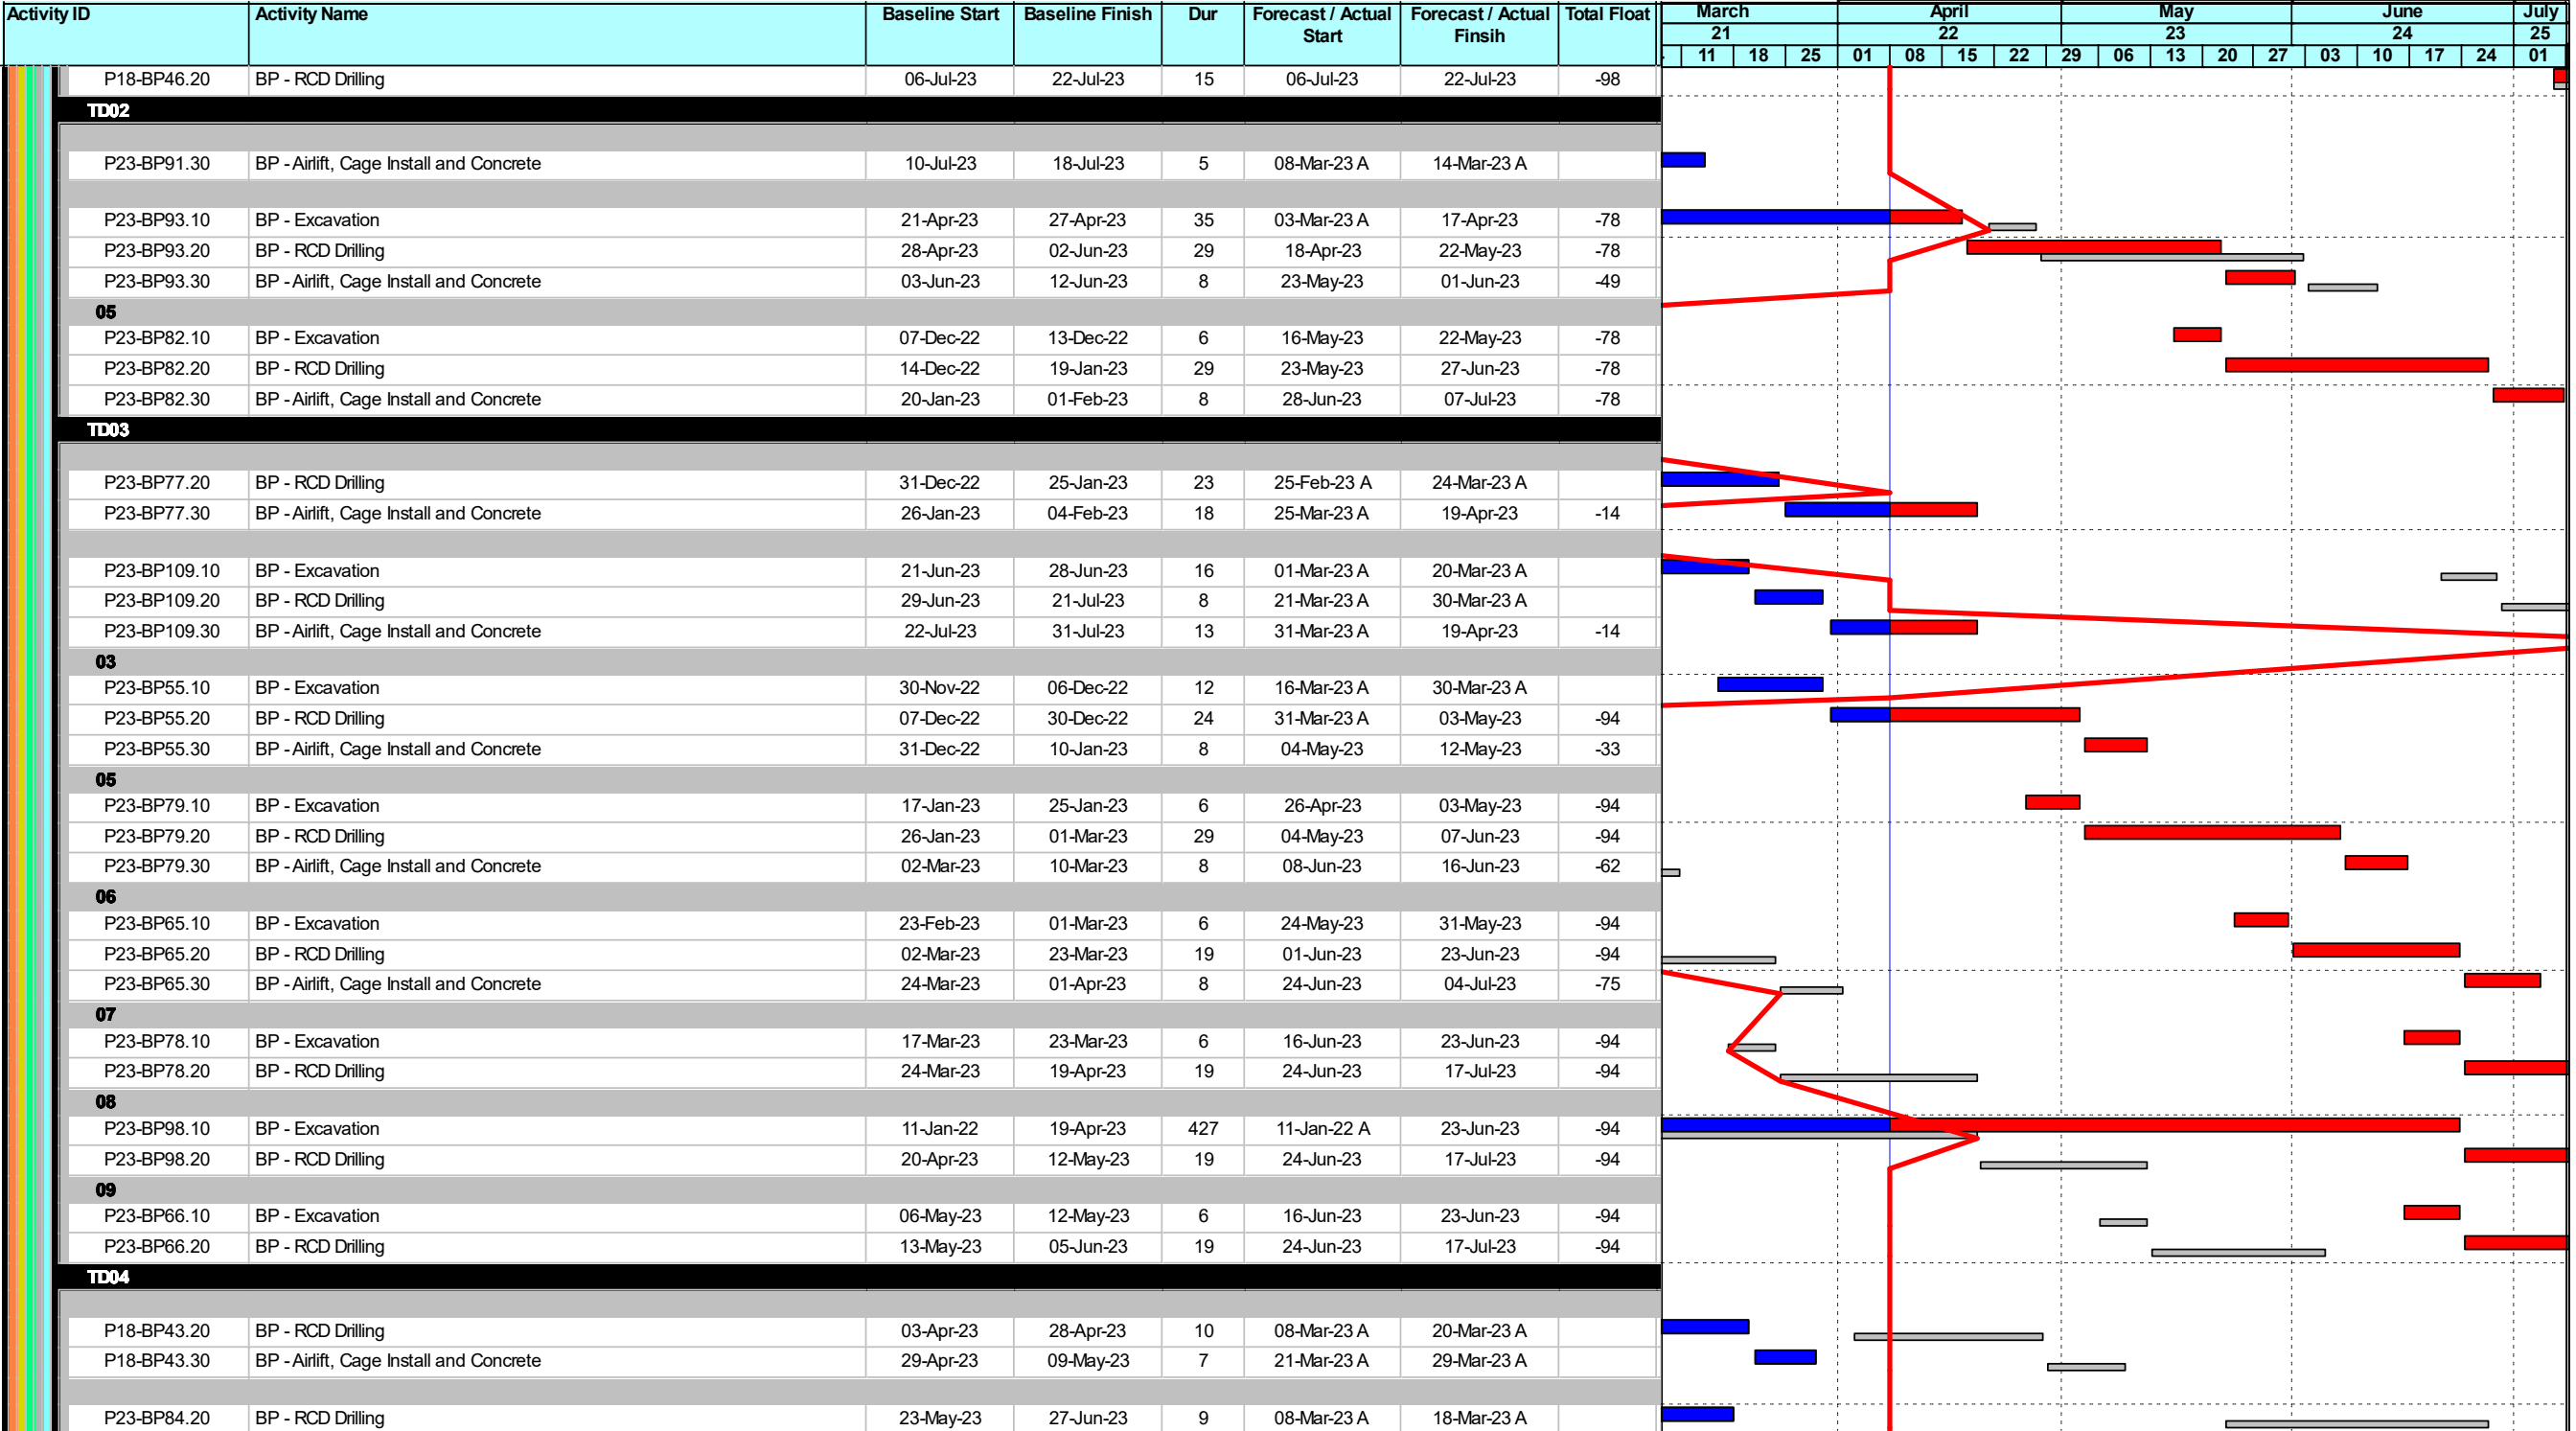 Activity ID Activity Name Baseline Start Baseline Finish Dur Forecast / Actual Start Forecast / Actual Finsih Total Float March April May June July
21 22 23 24 25
11 18 25 01 08 15 22 29 06 13 20 27 03 10 17 24 01
P18-BP46.20 BP - RCD Drilling 06-Jul-23 22-Jul-23 15 06-Jul-23 22-Jul-23 -98
TD02
P23-BP91.30 BP - Airlift, Cage Install and Concrete 10-Jul-23 18-Jul-23 5 08-Mar-23 A 14-Mar-23 A
P23-BP93.10 BP - Excavation 21-Apr-23 27-Apr-23 35 03-Mar-23 A 17-Apr-23 -78
P23-BP93.20 BP - RCD Drilling 28-Apr-23 02-Jun-23 29 18-Apr-23 22-May-23 -78
P23-BP93.30 BP - Airlift, Cage Install and Concrete 03-Jun-23 12-Jun-23 8 23-May-23 01-Jun-23 -49
05
P23-BP82.10 BP - Excavation 07-Dec-22 13-Dec-22 6 16-May-23 22-May-23 -78
P23-BP82.20 BP - RCD Drilling 14-Dec-22 19-Jan-23 29 23-May-23 27-Jun-23 -78
P23-BP82.30 BP - Airlift, Cage Install and Concrete 20-Jan-23 01-Feb-23 8 28-Jun-23 07-Jul-23 -78
TD03
P23-BP77.20 BP - RCD Drilling 31-Dec-22 25-Jan-23 23 25-Feb-23 A 24-Mar-23 A
P23-BP77.30 BP - Airlift, Cage Install and Concrete 26-Jan-23 04-Feb-23 18 25-Mar-23 A 19-Apr-23 -14
P23-BP109.10 BP - Excavation 21-Jun-23 28-Jun-23 16 01-Mar-23 A 20-Mar-23 A
P23-BP109.20 BP - RCD Drilling 29-Jun-23 21-Jul-23 8 21-Mar-23 A 30-Mar-23 A
P23-BP109.30 BP - Airlift, Cage Install and Concrete 22-Jul-23 31-Jul-23 13 31-Mar-23 A 19-Apr-23 -14
03
P23-BP55.10 BP - Excavation 30-Nov-22 06-Dec-22 12 16-Mar-23 A 30-Mar-23 A
P23-BP55.20 BP - RCD Drilling 07-Dec-22 30-Dec-22 24 31-Mar-23 A 03-May-23 -94
P23-BP55.30 BP - Airlift, Cage Install and Concrete 31-Dec-22 10-Jan-23 8 04-May-23 12-May-23 -33
05
P23-BP79.10 BP - Excavation 17-Jan-23 25-Jan-23 6 26-Apr-23 03-May-23 -94
P23-BP79.20 BP - RCD Drilling 26-Jan-23 01-Mar-23 29 04-May-23 07-Jun-23 -94
P23-BP79.30 BP - Airlift, Cage Install and Concrete 02-Mar-23 10-Mar-23 8 08-Jun-23 16-Jun-23 -62
06
P23-BP65.10 BP - Excavation 23-Feb-23 01-Mar-23 6 24-May-23 31-May-23 -94
P23-BP65.20 BP - RCD Drilling 02-Mar-23 23-Mar-23 19 01-Jun-23 23-Jun-23 -94
P23-BP65.30 BP - Airlift, Cage Install and Concrete 24-Mar-23 01-Apr-23 8 24-Jun-23 04-Jul-23 -75
07
P23-BP78.10 BP - Excavation 17-Mar-23 23-Mar-23 6 16-Jun-23 23-Jun-23 -94
P23-BP78.20 BP - RCD Drilling 24-Mar-23 19-Apr-23 19 24-Jun-23 17-Jul-23 -94
08
P23-BP98.10 BP - Excavation 11-Jan-22 19-Apr-23 427 11-Jan-22 A 23-Jun-23 -94
P23-BP98.20 BP - RCD Drilling 20-Apr-23 12-May-23 19 24-Jun-23 17-Jul-23 -94
09
P23-BP66.10 BP - Excavation 06-May-23 12-May-23 6 16-Jun-23 23-Jun-23 -94
P23-BP66.20 BP - RCD Drilling 13-May-23 05-Jun-23 19 24-Jun-23 17-Jul-23 -94
TD04
P18-BP43.20 BP - RCD Drilling 03-Apr-23 28-Apr-23 10 08-Mar-23 A 20-Mar-23 A
P18-BP43.30 BP - Airlift, Cage Install and Concrete 29-Apr-23 09-May-23 7 21-Mar-23 A 29-Mar-23 A
P23-BP84.20 BP - RCD Drilling 23-May-23 27-Jun-23 9 08-Mar-23 A 18-Mar-23 A